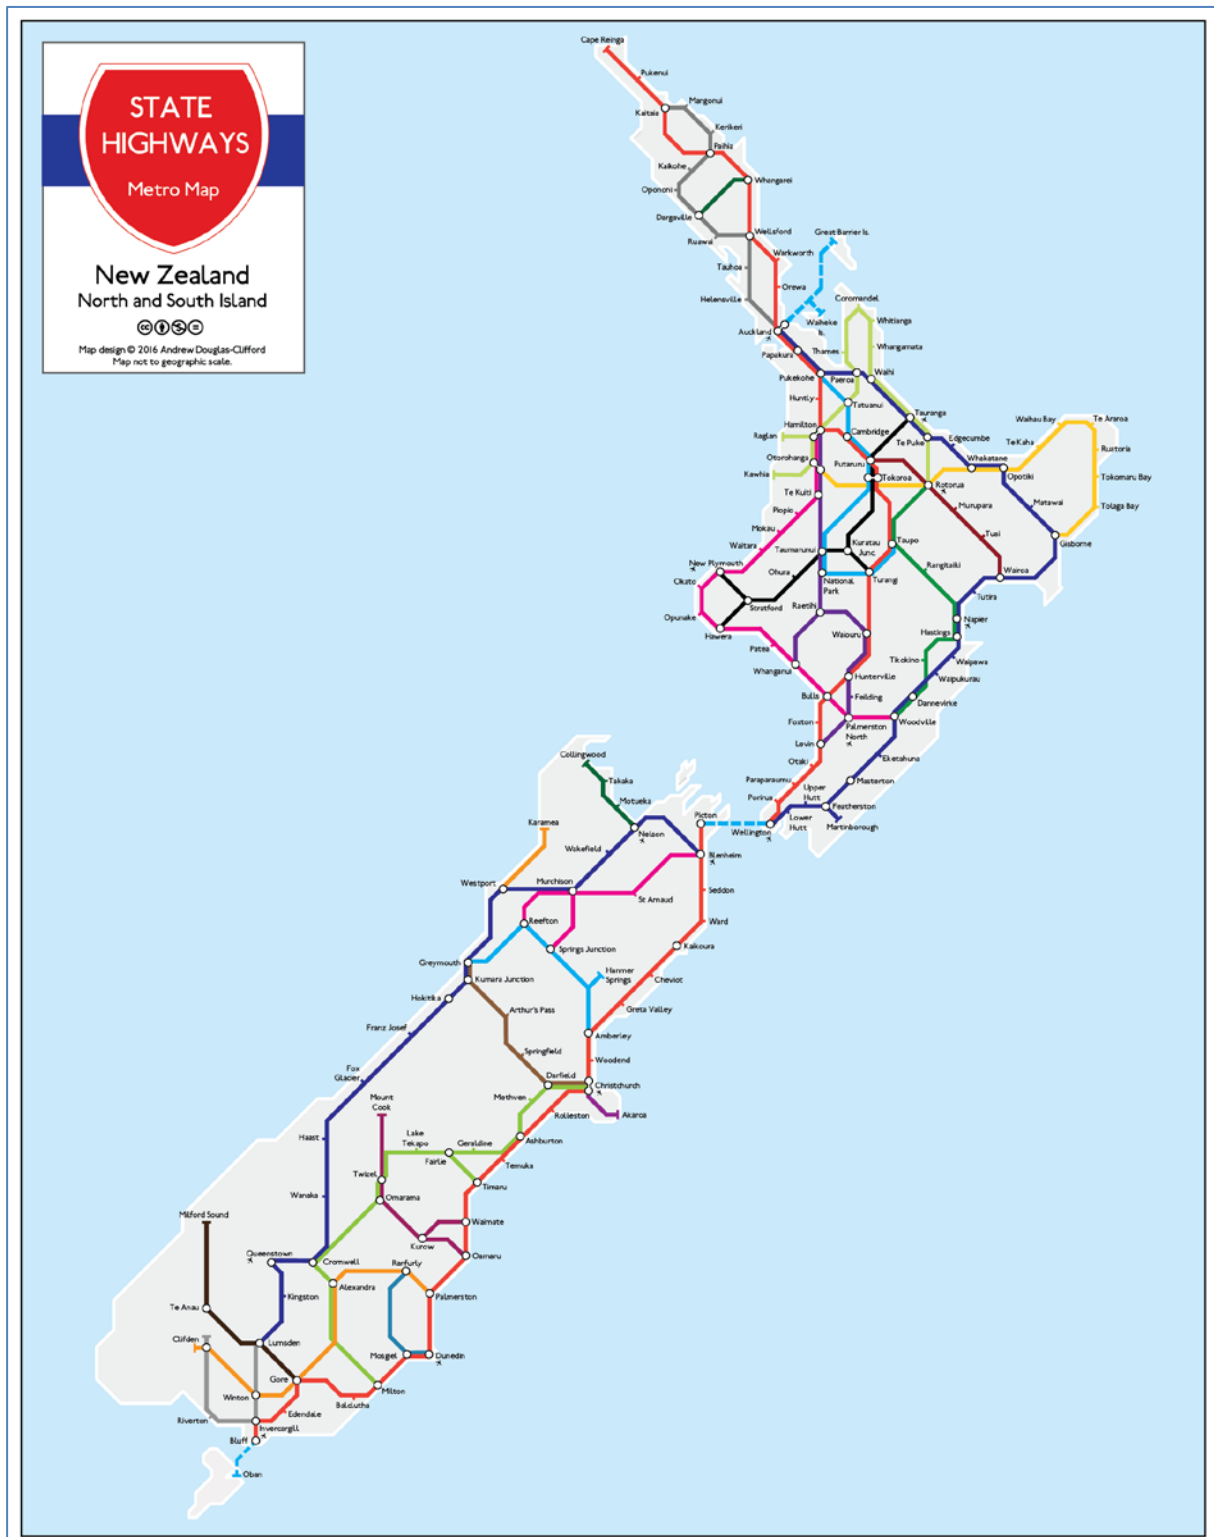 STATE
HIGHWAYS
Metro Map
New Zealand
North and South Island
Map design © 2016 Andrew Douglas-Clifford
Map not to geographic scale.
Cape Reinga
Pukenui
Kaitaia
Mangonui
Kerikeri
Paihia
Kaikohe
Opononi
Whangarei
Dargaville
Ruawai
Wellsford
Great Barrier Is.
Warkworth
Tauhoa
Orewa
Helensville
Coromandel
Auckland
Waiheke
Is.
Whitianga
Papakura
Thames
Whangamata
Pukekohe
Paeroa
Waihi
Huntly
Tatuanui
Tauranga
Hamilton
Cambridge
Te Puke
Edgecumbe
Waihau Bay
Te Araroa
Raglan
Te Kaha
Ruatoria
Otorohanga
Putaruru
Whakatane
Kawhia
Tokoroa
Rotorua
Opotiki
Tokomaru Bay
Te Kuiti
Piopio
Murupara
Matawai
Tolaga Bay
Mokau
Tuai
Waitara
Taumarunui
Kuratau
Junc.
Taupo
Gisborne
New Plymouth
Ohura
Rangitaiki
Wairoa
Okato
National
Park
Turangi
Tutira
Opunake
Stratford
Raetihi
Napier
Hawera
Waiouru
Hastings
Patea
Tikokino
Waipawa
Whanganui
Hunterville
Waipukurau
Bulls
Feilding
Dannevirke
Foxton
Palmerston
North
Woodville
Levin
Eketahuna
Otaki
Paraparaumu
Upper
Hutt
Masterton
Porirua
Featherston
Wellington
Lower
Hutt
Martinborough
Collingwood
Takaka
Motueka
Karamea
Nelson
Picton
Wakefield
Blenheim
Westport
Murchison
St Arnaud
Seddon
Reefton
Ward
Springs Junction
Kaikoura
Greymouth
Hanmer
Springs
Kumara Junction
Cheviot
Hokitika
Arthur's Pass
Greta Valley
Franz Josef
Amberley
Springfield
Woodend
Fox
Glacier
Darfield
Christchurch
Mount
Cook
Methven
Rolleston
Akaroa
Haast
Lake
Tekapo
Geraldine
Ashburton
Fairlie
Temuka
Twizel
Timaru
Wanaka
Omarama
Milford Sound
Waimate
Kurow
Queenstown
Cromwell
Ranfurly
Oamaru
Alexandra
Kingston
Palmerston
Te Anau
Clifden
Lumsden
Mosgiel
Dunedin
Gore
Winton
Milton
Balclutha
Riverton
Edendale
Invercargill
Bluff
Oban